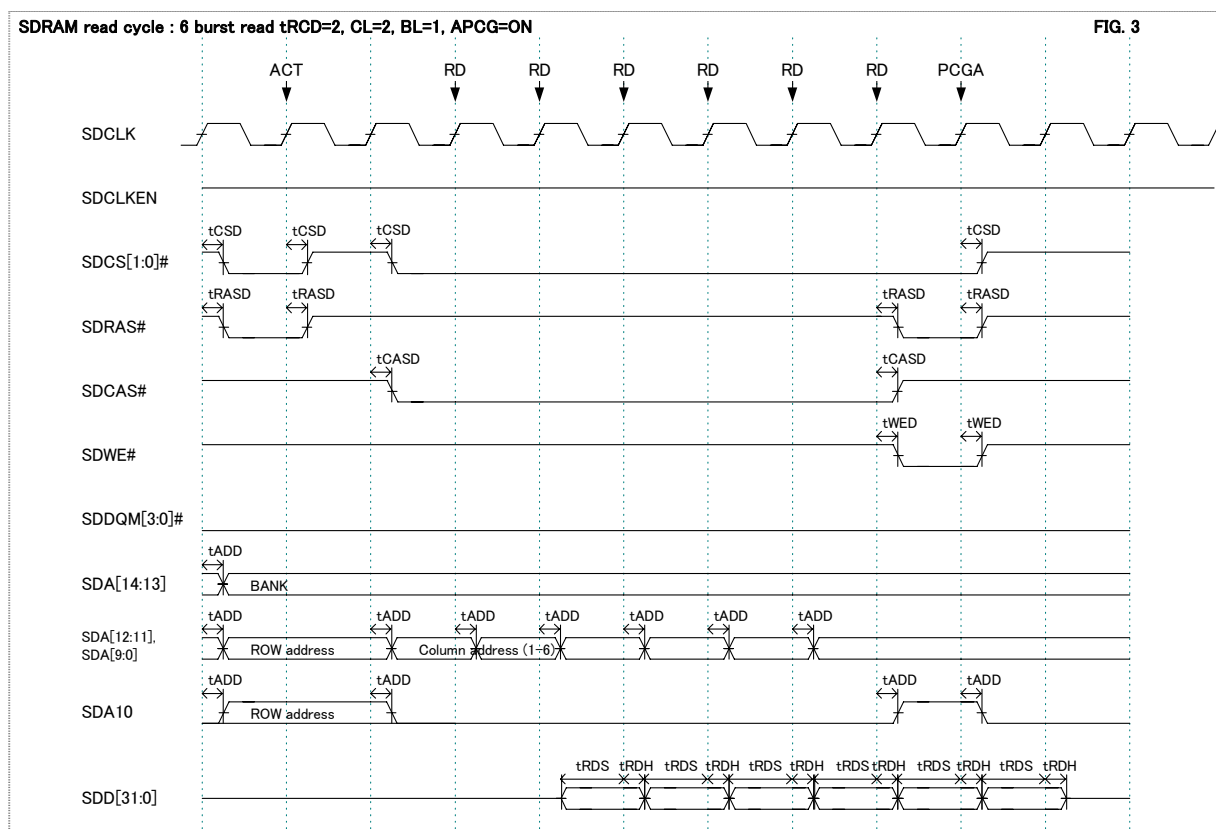 SDRAM read cycle : 6 burst read tRCD=2, CL=2, BL=1, APCG=ON FIG. 3
ACT RD RD RD RD RD RD PCGA
SDCLK
SDCLKEN
tCSD tCSD tCSD tCSD
SDCS[1:0]#
tRASD tRASD tRASD tRASD
SDRAS#
tCASD tCASD
SDCAS#
tWED tWED
SDWE#
SDDQM[3:0]#
tADD
SDA[14:13] BANK
tADD tADD tADD tADD tADD tADD tADD
SDA[12:11],
SDA[9:0] ROW address Column address (1-6)
tADD tADD tADD tADD
SDA10 ROW address
tRDS tRDH tRDS tRDH tRDS tRDH tRDS tRDH tRDS tRDH tRDS tRDH
SDD[31:0]